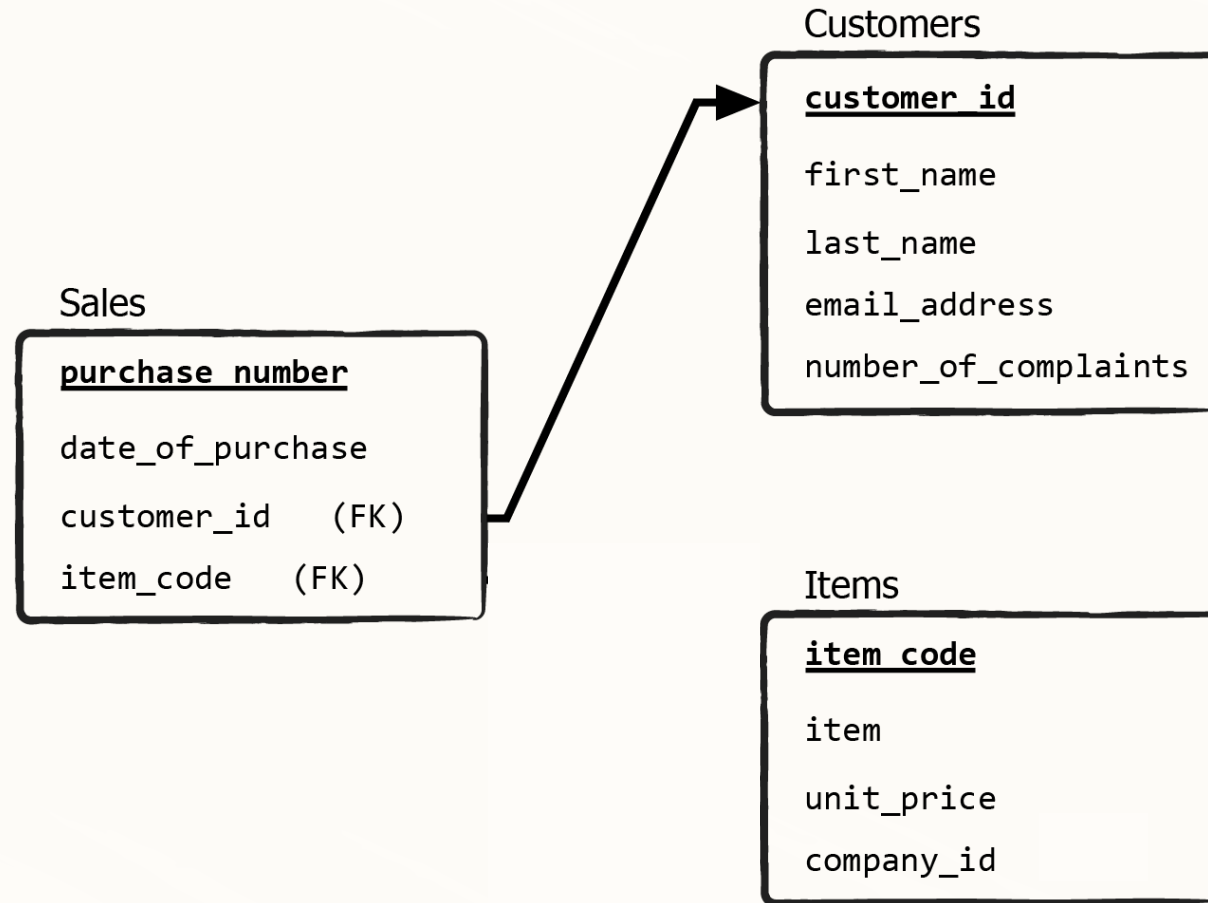 Customers
customer_id
first_name
last_name
email_address
number_of_complaints
Sales
purchase_number
date_of_purchase
customer_id (FK)
item_code (FK)
Items
item_code
item
unit_price
company_id